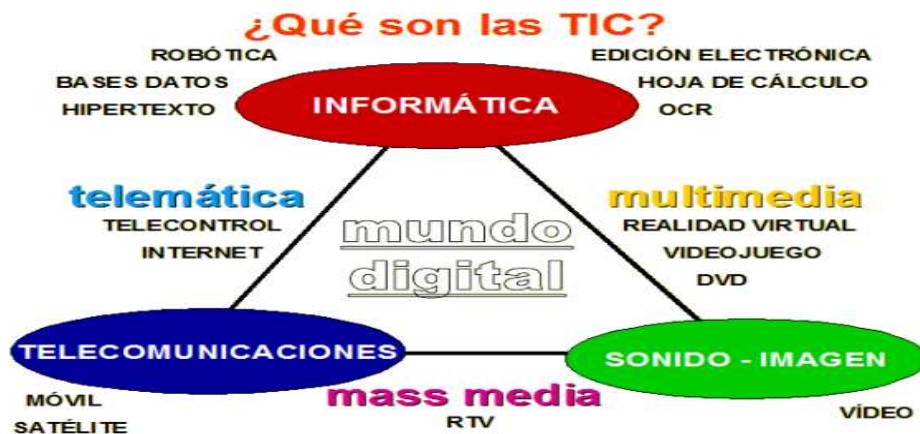 ¿Qué son las TIC?
ROBÓTICA
BASES DATOS
HIPERTEXTO
INFORMÁTICA
EDICIÓN ELECTRÓNICA
HOJA DE CÁLCULO
OCR
telemática
TELECONTROL
INTERNET
mundo
digital
multimedia
REALIDAD VIRTUAL
VIDEOJUEGO
DVD
TELECOMUNICACIONES
MÓVIL
SATÉLITE
mass media
RTV
SONIDO - IMAGEN
VÍDEO